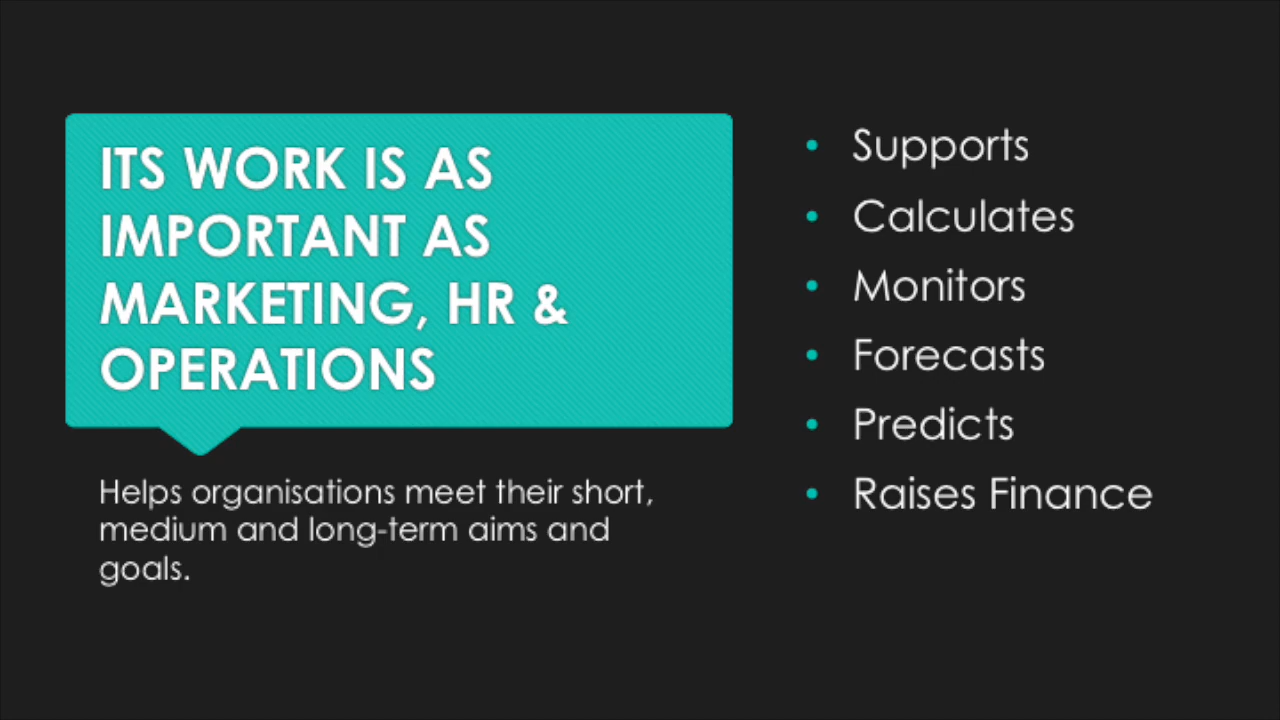 ITS WORK IS AS
IMPORTANT AS
MARKETING, HR &
OPERATIONS
Helps organisations meet their short,
medium and long-term aims and
goals.
• Supports
• Calculates
• Monitors
• Forecasts
• Predicts
• Raises Finance